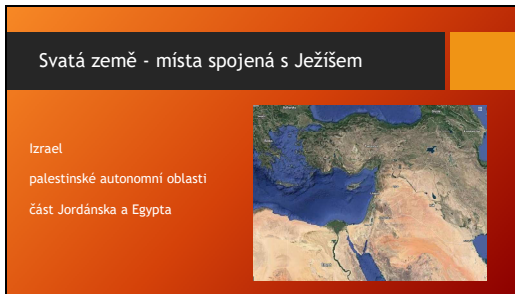 Svatá země - místa spojená s Ježíšem
Izrael
palestinské autonomní oblasti
část Jordánska a Egypta